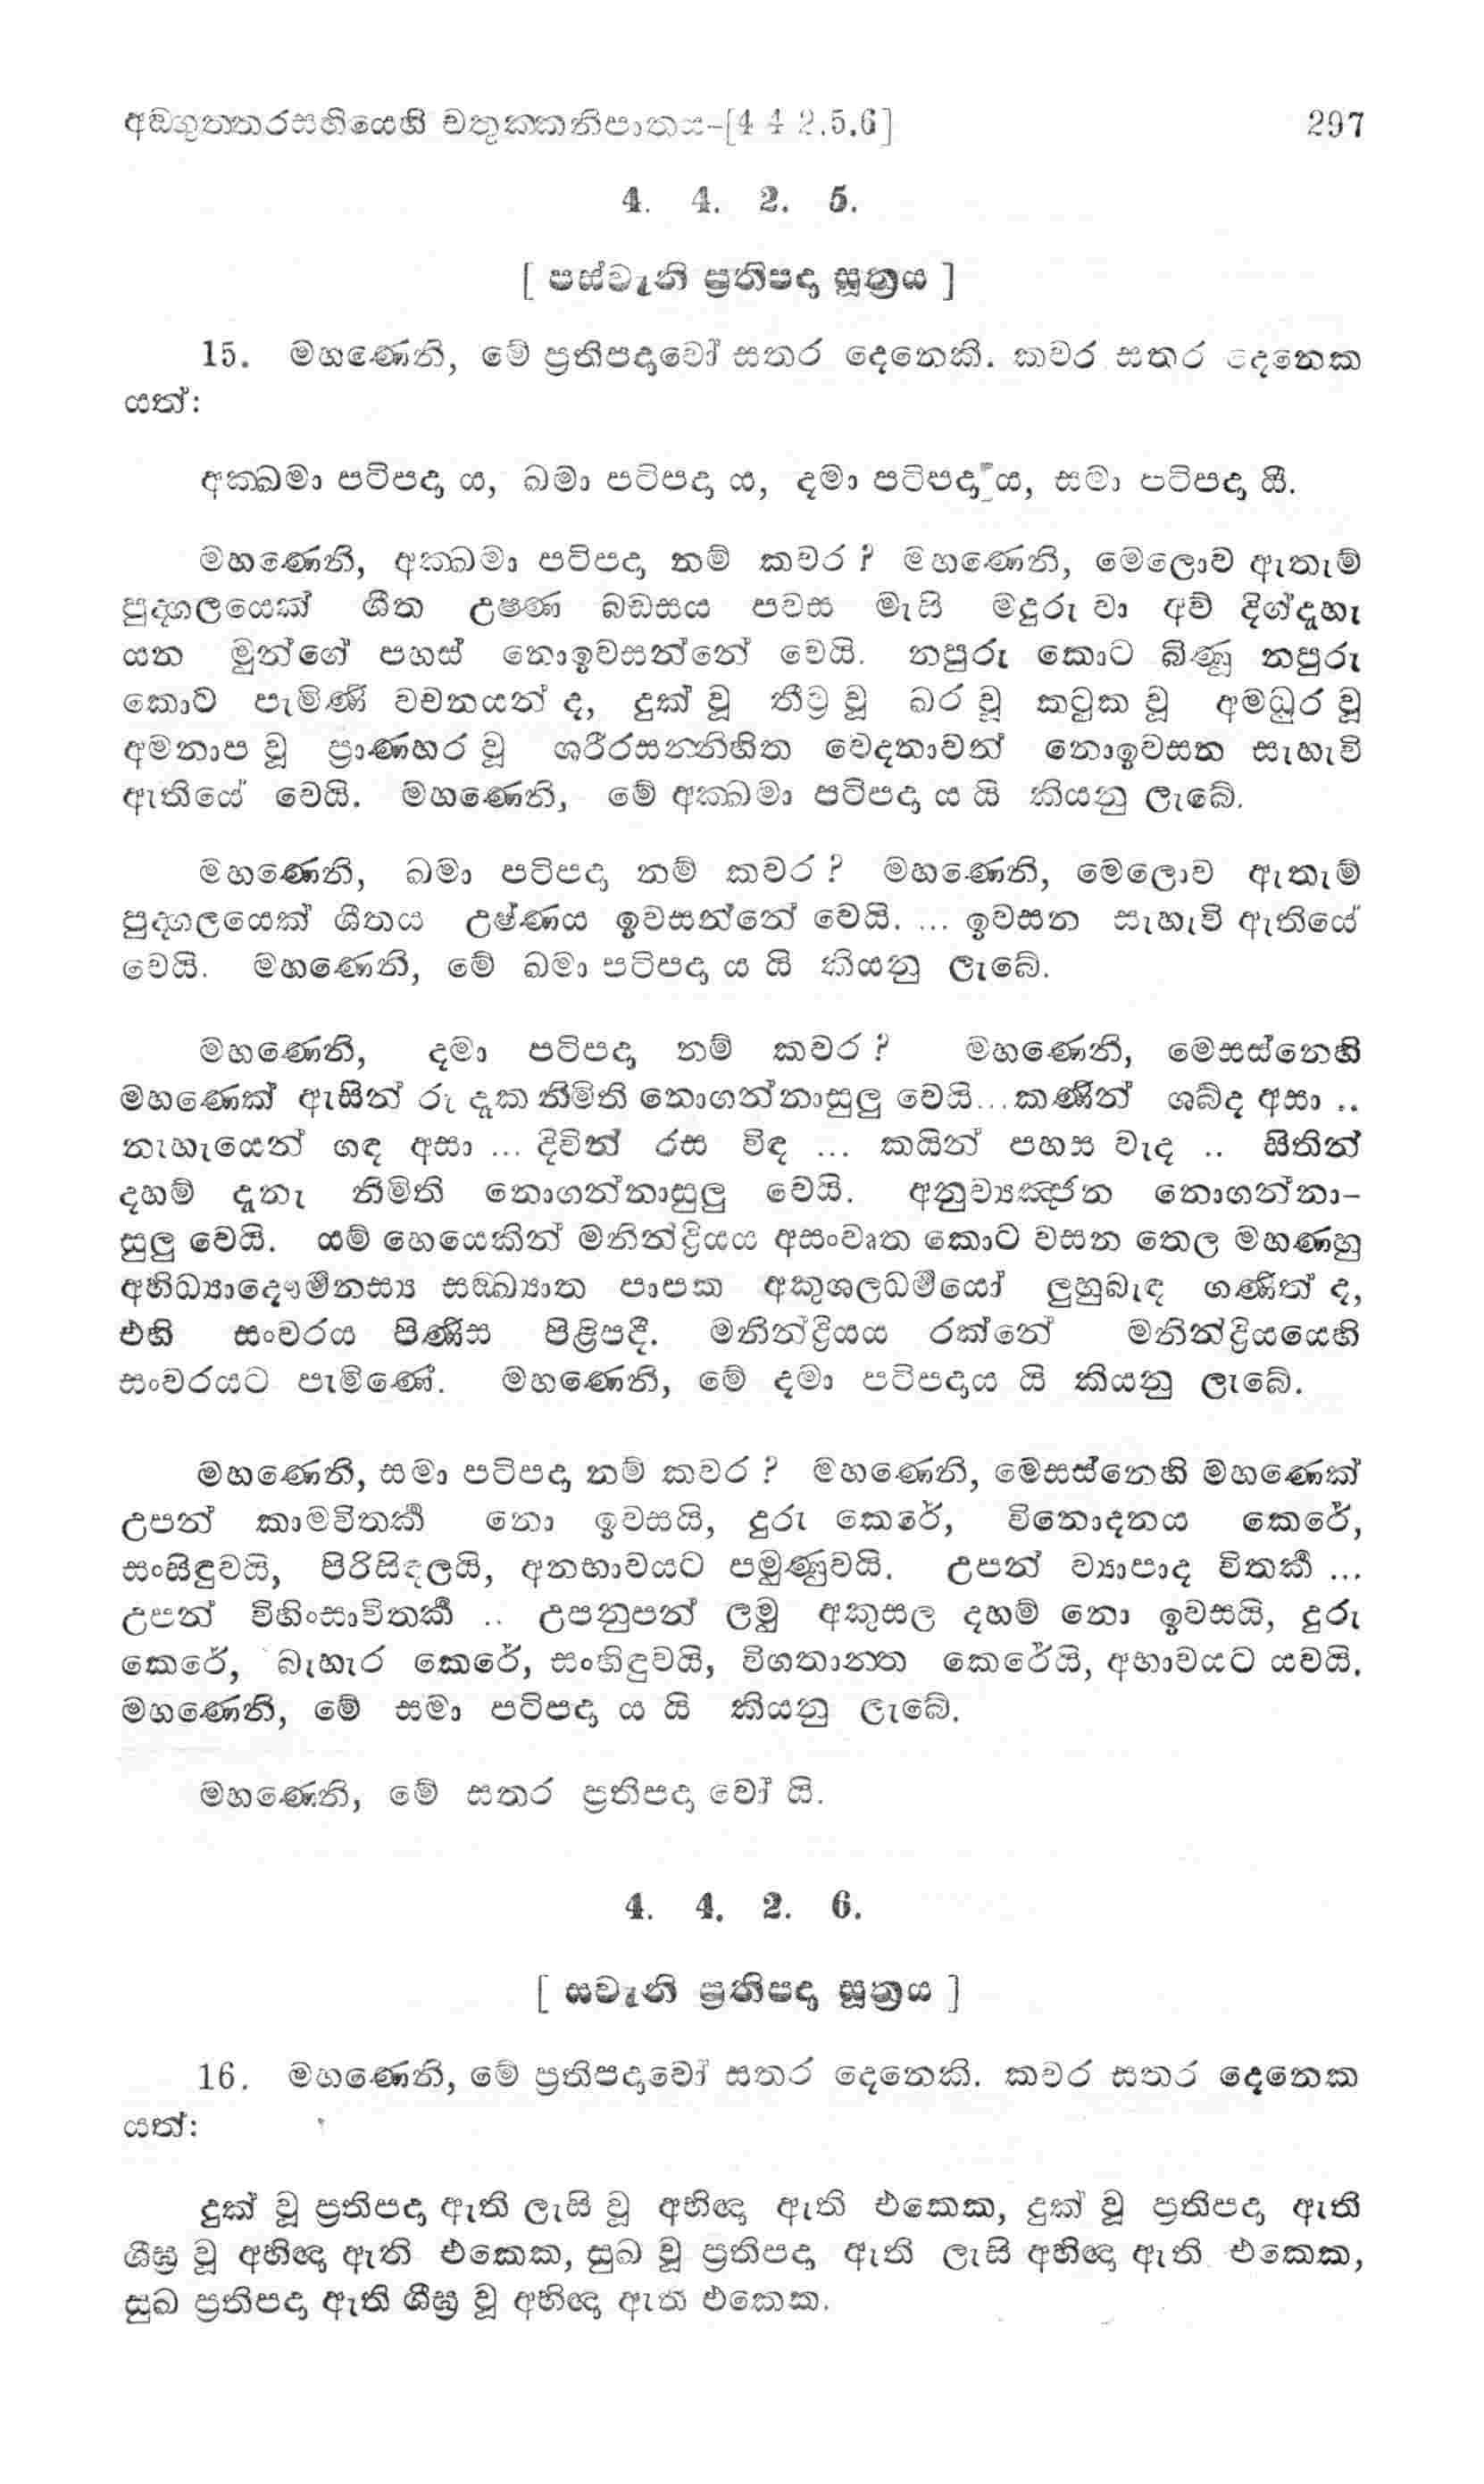 අඞගුත්තරසඟියෙහි චතුක්කනිපාතය–[4 4 2.5.6] 297
4. 4. 2. 5.
[ පස්වැනි ප්‍රතිපදා සූත්‍රය ]
15. මහණෙනි, මේ ප්‍රතිපදාවෝ සතර දෙනෙකි. කවර සතර දෙනෙක
යත්:
අක්ඛමා පටිපදා ය, ඛමා පටිපදා ය, දමා පටිපදා ය, සමා පටිපදා යී.
මහණෙනි, අක්ඛමා පටිපදා නම් කවර? මහණෙනි, මෙලොව ඇතැම්
පුද්ගලයෙක් ශීත උෂ්ණ බඩසය පවස මැසි මදුරු වා අව් දිග්දැහැ
යන මුන්ගේ පහස් නොඉවසන්නේ වෙයි. නපුරු කොට බිණූ නපුරු
කොට පැමිණි වචනයන් ද, දුක් වූ තීව්‍ර වූ ඛර වූ කටුක වූ අමධුර වූ
අමනාප වූ ප්‍රාණහර වූ ශරීරසන්නිහිත වෙදනාවන් නොඉවසන සැහැවි
ඇතියේ වෙයි. මහණෙනි, මේ අක්ඛමා පටිපදා ය යි කියනු ලැබේ.
මහණෙනි, ඛමා පටිපදා නම් කවර? මහණෙනි, මෙලොව ඇතැම්
පුද්ගලයෙක් ශීතය උෂ්ණය ඉවසන්නේ වෙයි. ... ඉවසන සැහැවි ඇතියේ
වෙයි. මහණෙනි, මේ ඛමා පටිපදා ය යි කියනු ලැබේ.
මහණෙනි, දමා පටිපදා නම් කවර? මහණෙනි, මෙසස්නෙහි
මහණෙක් ඇසින් රූ දැක නිමිති නොගන්නාසුලු වෙයි...කණින් ශබ්ද අසා ..
නැහැයෙන් ගඳ අසා ... දිවින් රස විඳ ... කයින් පහස වැද .. සිතින්
දහම් දැනැ නිමිති නොගන්නාසුලු වෙයි. අනුව්‍යඤ්ජන නොගන්නා–
සුලු වෙයි. යම් හෙයෙකින් මනින්ද්‍රියය අසංවෘත කොට වසන තෙල මහණහු
අභිධ්‍යාදෞර්මනස්‍ය සඞ්ඛ්‍යාත පාපක අකුශලධර්මයෝ ලුහුබැඳ ගණිත් ද,
එහි සංවරය පිණිස පිළිපදී. මනින්ද්‍රියය රක්නේ මනින්ද්‍රියයෙහි
සංවරයට පැමිණේ. මහණෙනි, මේ දමා පටිපදාය යි කියනු ලැබේ.
මහණෙනි, සමා පටිපදා නම් කවර? මහණෙනි, මෙසස්නෙහි මහණෙක්
උපන් කාමවිතර්ක නො ඉවසයි, දුරු කෙරේ, විනොදනය කෙරේ,
සංසිඳුවයි, පිරිසිදලයි, අනභාවයට පමුණුවයි. උපන් ව්‍යාපාද විතර්ක ...
උපන් විහිංසාවිතර්ක .. උපනුපන් ලමු අකුසල දහම් නො ඉවසයි, දුරු
කෙරේ, බැහැර කෙරේ, සංහිඳුවයි, විගතාන්ත කෙරෙයි, අභාවයට යවයි.
මහණෙනි, මේ සමා පටිපදා ය යි කියනු ලැබේ.
මහණෙනි, මේ සතර ප්‍රතිපදා වෝ යි.
4. 4. 2. 6.
[ සවැනි ප්‍රතිපදා සූත්‍රය ]
16. මහණෙනි, මේ ප්‍රතිපදාවෝ සතර දෙනෙකි. කවර සතර දෙනෙක
යත්:
දුක් වූ ප්‍රතිපදා ඇති ලැසි වූ අභිඥා ඇති එකෙක, දුක් වූ ප්‍රතිපදා ඇති
ශීඝ්‍ර වූ අභිඥා ඇති එකෙක, සුඛ වූ ප්‍රතිපදා ඇති ලැසි අභිඥා ඇති එකෙක,
සුඛ ප්‍රතිපදා ඇති ශීඝ්‍ර වූ අභිඥා ඇති එකෙක.